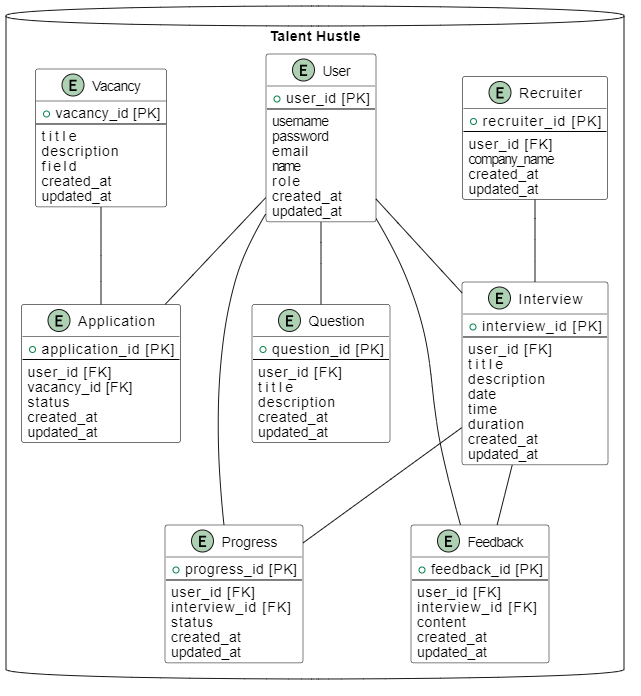 Talent Hustle
E Vacancy
vacancy_id [PK]
title
description
field
created_at
updated_at
E User
user_id [PK]
username
password
email
name
role
created_at
updated_at
E Recruiter
recruiter_id [PK]
user_id [FK]
company_name
created_at
updated_at
E Application
application_id [PK]
user_id [FK]
vacancy_id [FK]
status
created_at
updated_at
E Question
question_id [PK]
user_id [FK]
title
description
created_at
updated_at
E Interview
interview_id [PK]
user_id [FK]
title
description
date
time
duration
created_at
updated_at
E Progress
progress_id [PK]
user_id [FK]
interview_id [FK]
status
created_at
updated_at
E Feedback
feedback_id [PK]
user_id [FK]
interview_id [FK]
content
created_at
updated_at